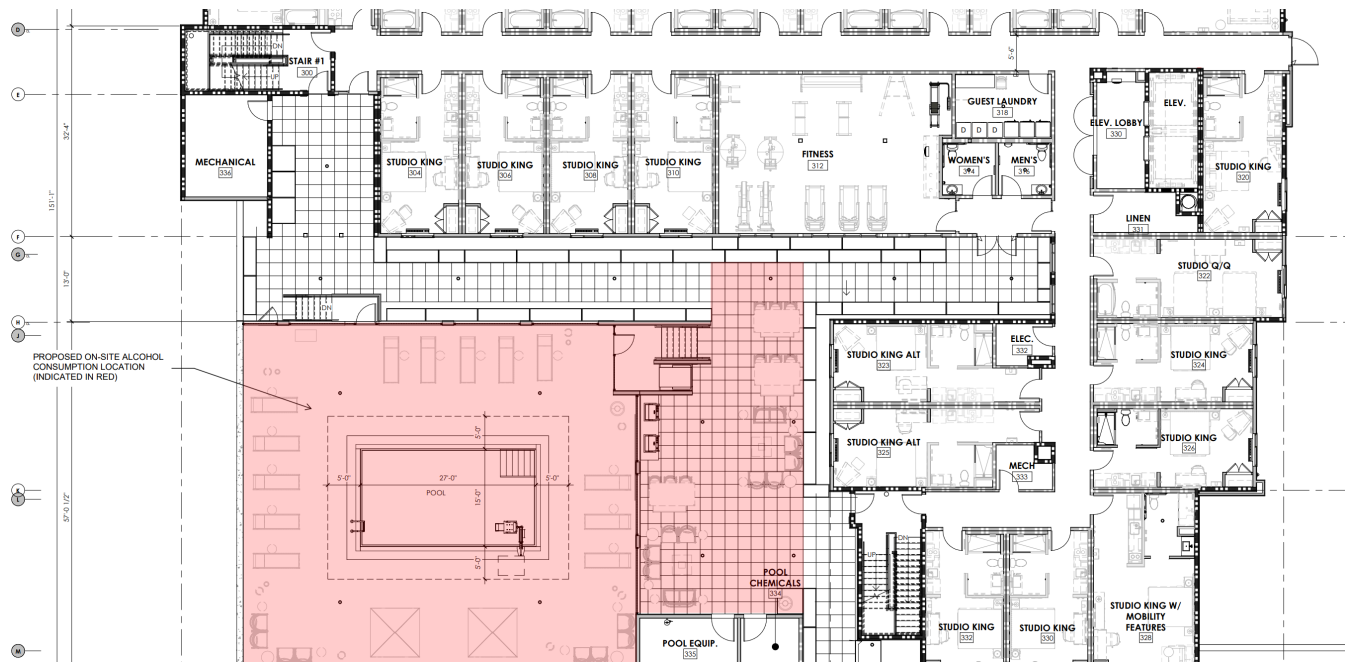 D
DN
STAIR #1
300
UP
5'-6"
E
GUEST LAUNDRY
318
D D D
ELEV. LOBBY
330
ELEV.
32'-4"
MECHANICAL
336
STUDIO KING
304
STUDIO KING
306
STUDIO KING
308
STUDIO KING
310
FITNESS
312
WOMEN'S
314
MEN'S
316
STUDIO KING
320
151'-1"
LINEN
331
F
G
13'-0"
STUDIO Q/Q
322
DN
H
J
PROPOSED ON-SITE ALCOHOL
CONSUMPTION LOCATION
(INDICATED IN RED)
STUDIO KING ALT
323
ELEC.
332
STUDIO KING
324
5'-0"
STUDIO KING ALT
325
MECH
333
STUDIO KING
326
5'-0"
27'-0"
5'-0"
POOL
15'-0"
K
L
57'-0 1/2"
5'-0"
UP
DN
POOL
CHEMICALS
334
STUDIO KING
332
STUDIO KING
330
STUDIO KING W/
MOBILITY
FEATURES
328
POOL EQUIP.
335
M